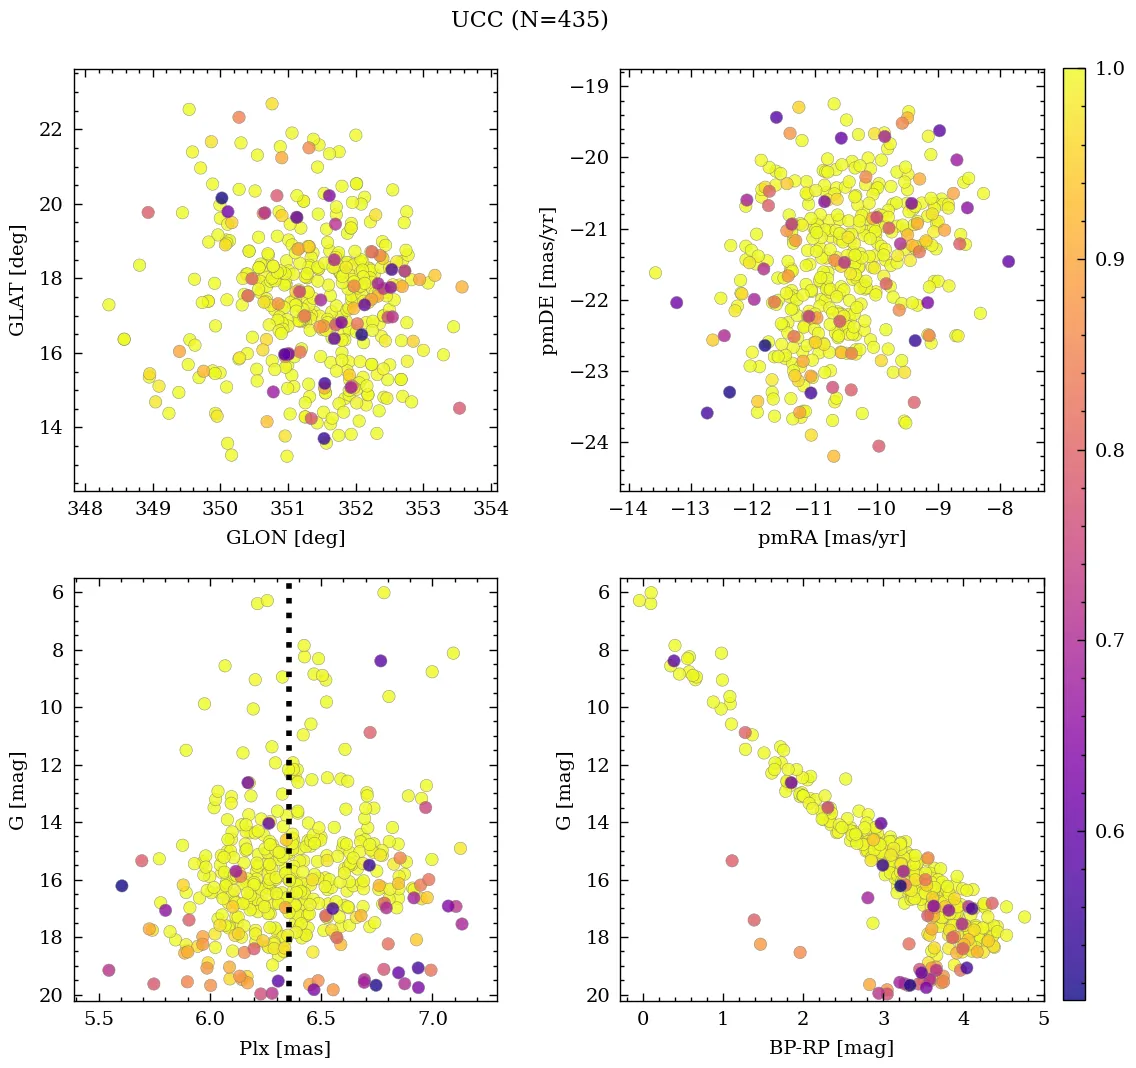 UCC (N=435)
22
20
18
16
14
GLAT [deg]
348 349 350 351 352 353 354
GLON [deg]
−19
−20
−21
−22
−23
−24
pmDE [mas/yr]
−14 −13 −12 −11 −10 −9 −8
pmRA [mas/yr]
1.0
0.9
0.8
0.7
0.6
6
8
10
12
14
16
18
20
G [mag]
5.5 6.0 6.5 7.0
Plx [mas]
6
8
10
12
14
16
18
20
G [mag]
0 1 2 3 4 5
BP-RP [mag]